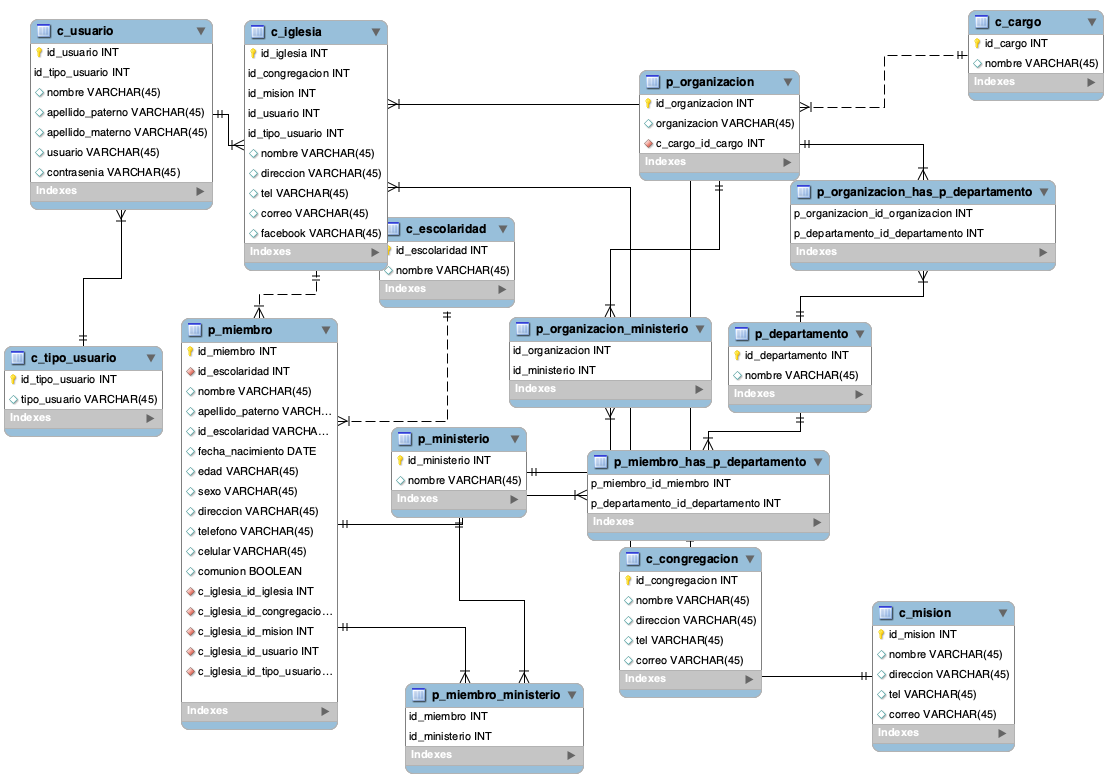 c_usuario
id_usuario INT
id_tipo_usuario INT
nombre VARCHAR(45)
apellido_paterno VARCHAR(45)
apellido_materno VARCHAR(45)
usuario VARCHAR(45)
contrasenia VARCHAR(45)
Indexes
c_iglesia
id_iglesia INT
id_congregacion INT
id_mision INT
id_usuario INT
id_tipo_usuario INT
nombre VARCHAR(45)
direccion VARCHAR(45)
tel VARCHAR(45)
correo VARCHAR(45)
facebook VARCHAR(45)
Indexes
c_cargo
id_cargo INT
nombre VARCHAR(45)
Indexes
p_organizacion
id_organizacion INT
organizacion VARCHAR(45)
c_cargo_id_cargo INT
Indexes
p_organizacion_has_p_departamento
p_organizacion_id_organizacion INT
p_departamento_id_departamento INT
Indexes
c_escolaridad
id_escolaridad INT
nombre VARCHAR(45)
Indexes
c_tipo_usuario
id_tipo_usuario INT
tipo_usuario VARCHAR(45)
Indexes
p_miembro
id_miembro INT
id_escolaridad INT
nombre VARCHAR(45)
apellido_paterno VARCH...
id_escolaridad VARCHA...
fecha_nacimiento DATE
edad VARCHAR(45)
sexo VARCHAR(45)
direccion VARCHAR(45)
telefono VARCHAR(45)
celular VARCHAR(45)
comunion BOOLEAN
c_iglesia_id_iglesia INT
c_iglesia_id_congregacio...
c_iglesia_id_mision INT
c_iglesia_id_usuario INT
c_iglesia_id_tipo_usuario...
Indexes
p_organizacion_ministerio
id_organizacion INT
id_ministerio INT
Indexes
p_departamento
id_departamento INT
nombre VARCHAR(45)
Indexes
p_ministerio
id_ministerio INT
nombre VARCHAR(45)
Indexes
p_miembro_has_p_departamento
p_miembro_id_miembro INT
p_departamento_id_departamento INT
Indexes
c_congregacion
id_congregacion INT
nombre VARCHAR(45)
direccion VARCHAR(45)
tel VARCHAR(45)
correo VARCHAR(45)
Indexes
c_mision
id_mision INT
nombre VARCHAR(45)
direccion VARCHAR(45)
tel VARCHAR(45)
correo VARCHAR(45)
Indexes
p_miembro_ministerio
id_miembro INT
id_ministerio INT
Indexes